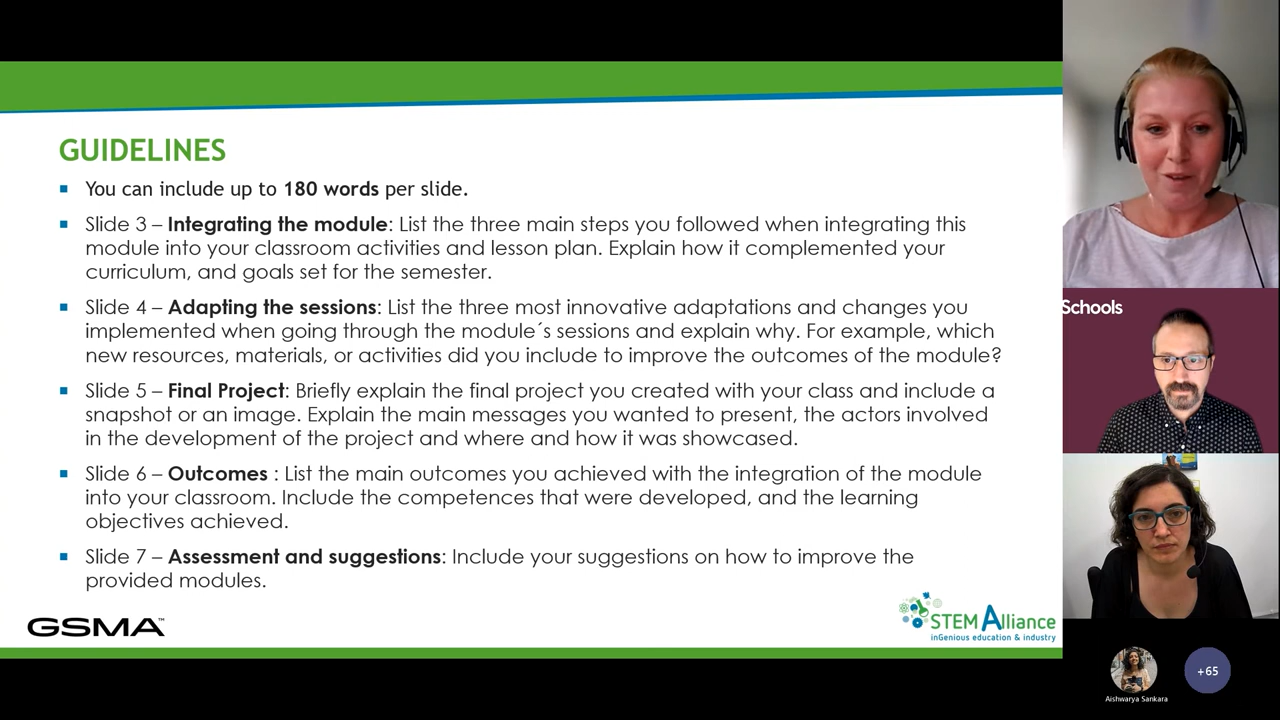 GUIDELINES
▪ You can include up to 180 words per slide.
▪ Slide 3 – Integrating the module: List the three main steps you followed when integrating this
module into your classroom activities and lesson plan. Explain how it complemented your
curriculum, and goals set for the semester.
▪ Slide 4 – Adapting the sessions: List the three most innovative adaptations and changes you
implemented when going through the module´s sessions and explain why. For example, which
new resources, materials, or activities did you include to improve the outcomes of the module?
▪ Slide 5 – Final Project: Briefly explain the final project you created with your class and include a
snapshot or an image. Explain the main messages you wanted to present, the actors involved
in the development of the project and where and how it was showcased.
▪ Slide 6 – Outcomes : List the main outcomes you achieved with the integration of the module
into your classroom. Include the competences that were developed, and the learning
objectives achieved.
▪ Slide 7 – Assessment and suggestions: Include your suggestions on how to improve the
provided modules.
GSMA™
STEM Alliance
inGenious education & industry
Schools
Aishwarya Sankara
+65